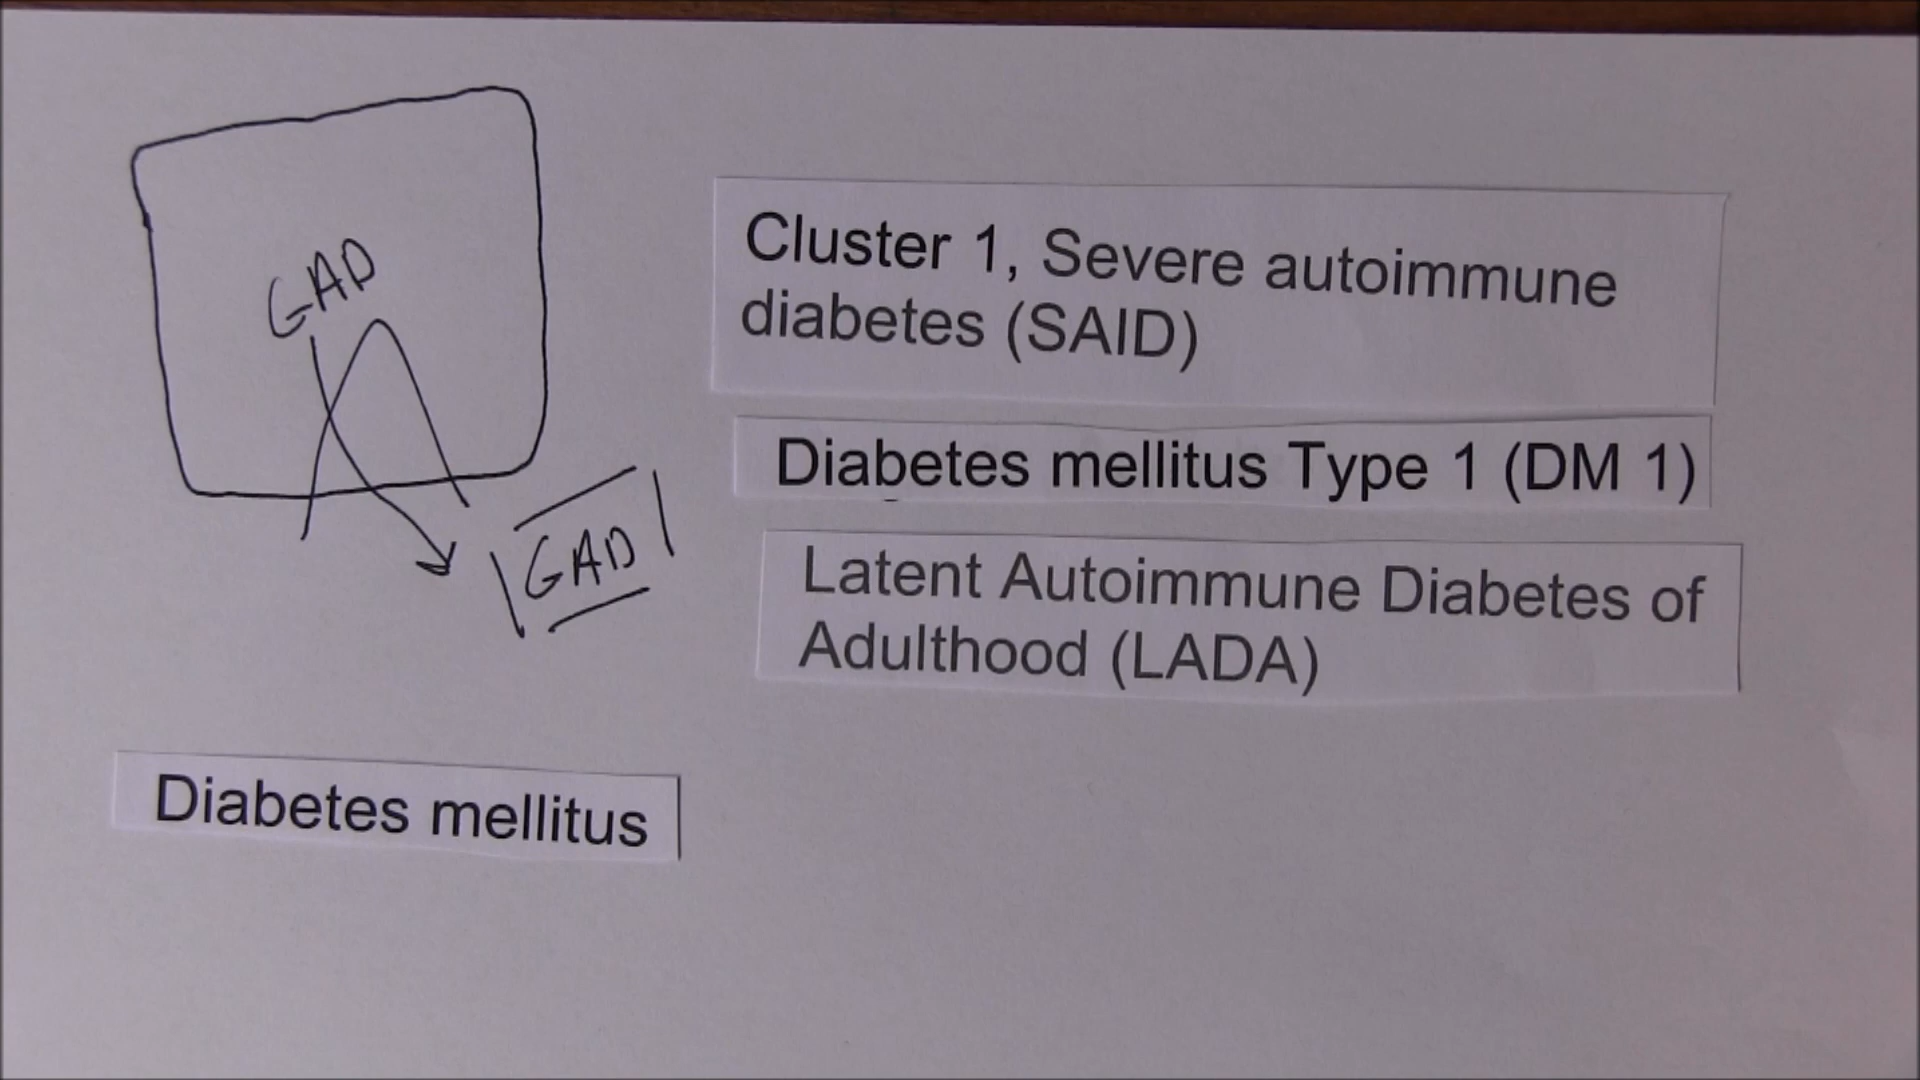 GAD
GAD
Cluster 1, Severe autoimmune
diabetes (SAID)
Diabetes mellitus Type 1 (DM 1)
Latent Autoimmune Diabetes of
Adulthood (LADA)
Diabetes mellitus